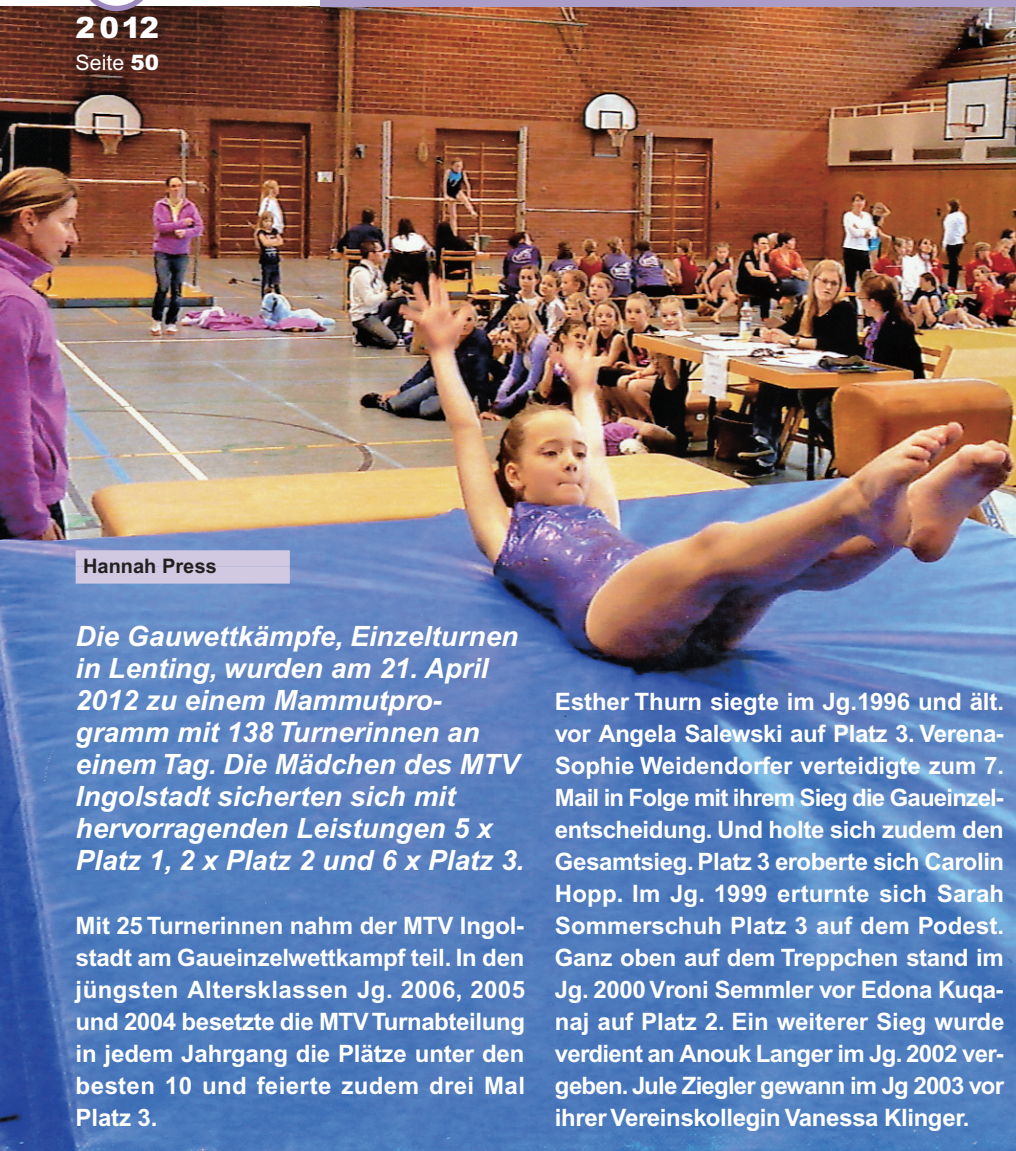 2012
Seite 50
Hannah Press
Die Gauwettkämpfe, Einzelturnen
in Lenting, wurden am 21. April
2012 zu einem Mammutpro-
gramm mit 138 Turnerinnen an
einem Tag. Die Mädchen des MTV
Ingolstadt sicherten sich mit
hervorragenden Leistungen 5 x
Platz 1, 2 x Platz 2 und 6 x Platz 3.
Mit 25 Turnerinnen nahm der MTV Ingol-
stadt am Gaueinzelwettkampf teil. In den
jüngsten Altersklassen Jg. 2006, 2005
und 2004 besetzte die MTV Turnabteilung
in jedem Jahrgang die Plätze unter den
besten 10 und feierte zudem drei Mal
Platz 3.
Esther Thurn siegte im Jg.1996 und ält.
vor Angela Salewski auf Platz 3. Verena-
Sophie Weidendorfer verteidigte zum 7.
Mail in Folge mit ihrem Sieg die Gaueinzel-
entscheidung. Und holte sich zudem den
Gesamtsieg. Platz 3 eroberte sich Carolin
Hopp. Im Jg. 1999 erturnte sich Sarah
Sommerschuh Platz 3 auf dem Podest.
Ganz oben auf dem Treppchen stand im
Jg. 2000 Vroni Semmler vor Edona Kuqa-
naj auf Platz 2. Ein weiterer Sieg wurde
verdient an Anouk Langer im Jg. 2002 ver-
geben. Jule Ziegler gewann im Jg 2003 vor
ihrer Vereinskollegin Vanessa Klinger.